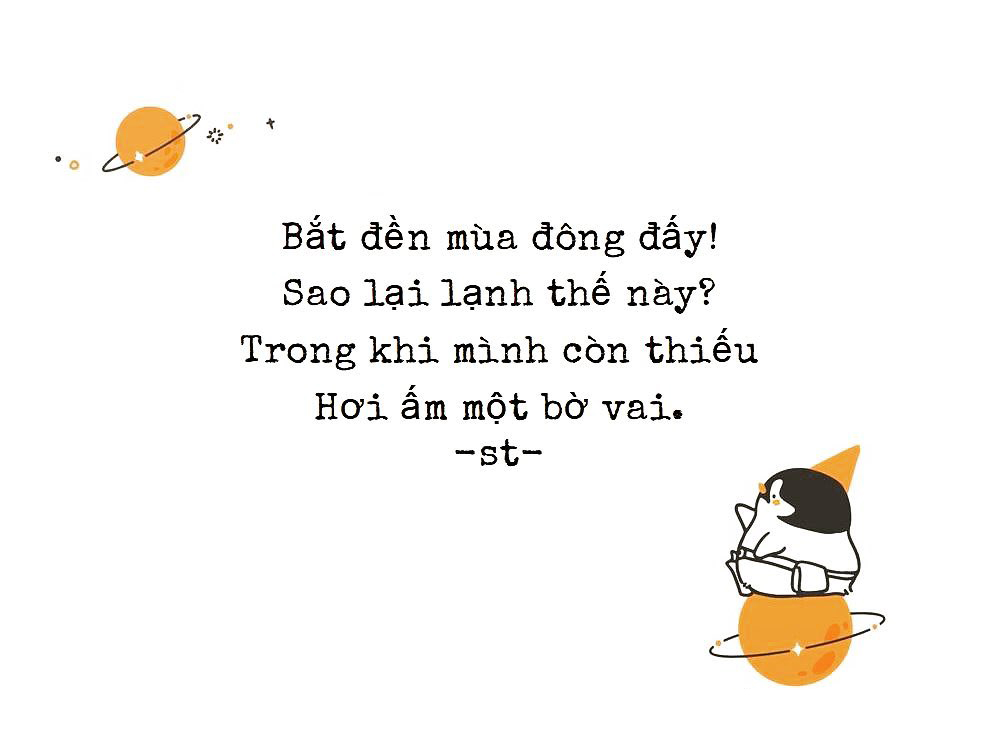 Bắt đền mùa đông đấy!
Sao lại lạnh thế này?
Trong khi mình còn thiếu
Hơi ấm một bờ vai.
-st-